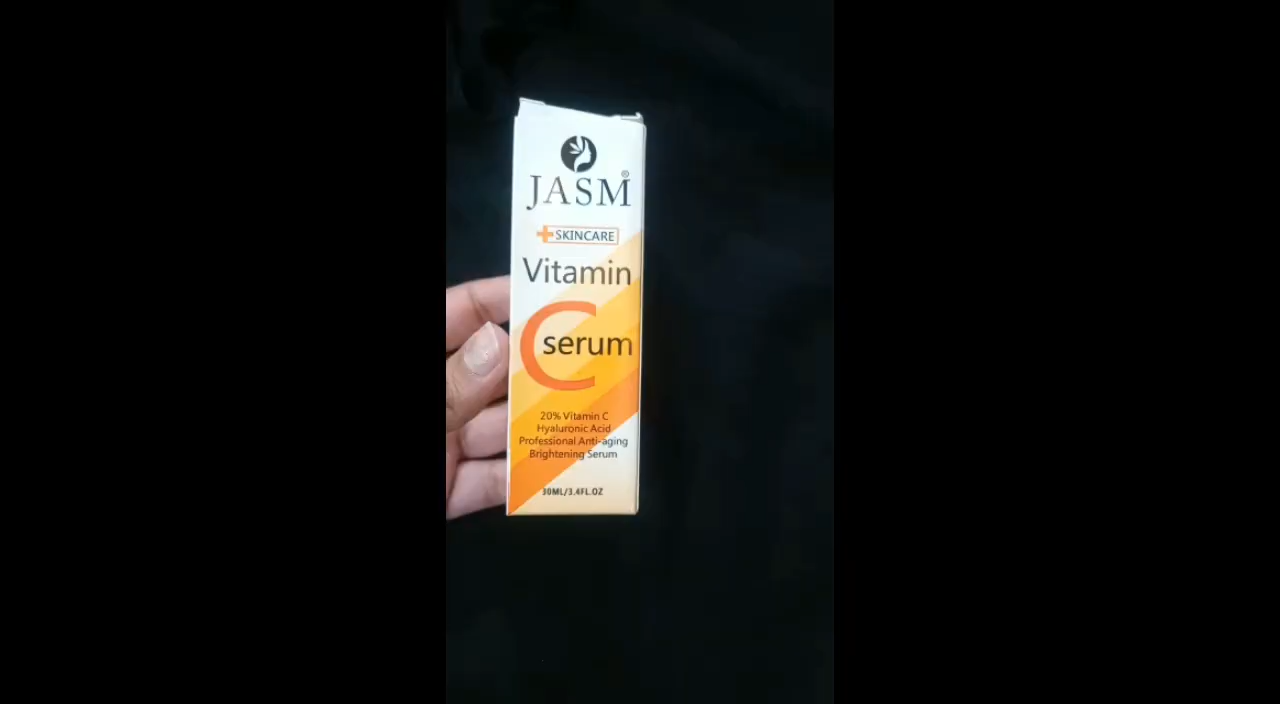 JASM®
SKINCARE
Vitamin
C serum
20% Vitamin C
Hyaluronic Acid
Professional Anti-aging
Brightening Serum
30ML/3.4FL.OZ